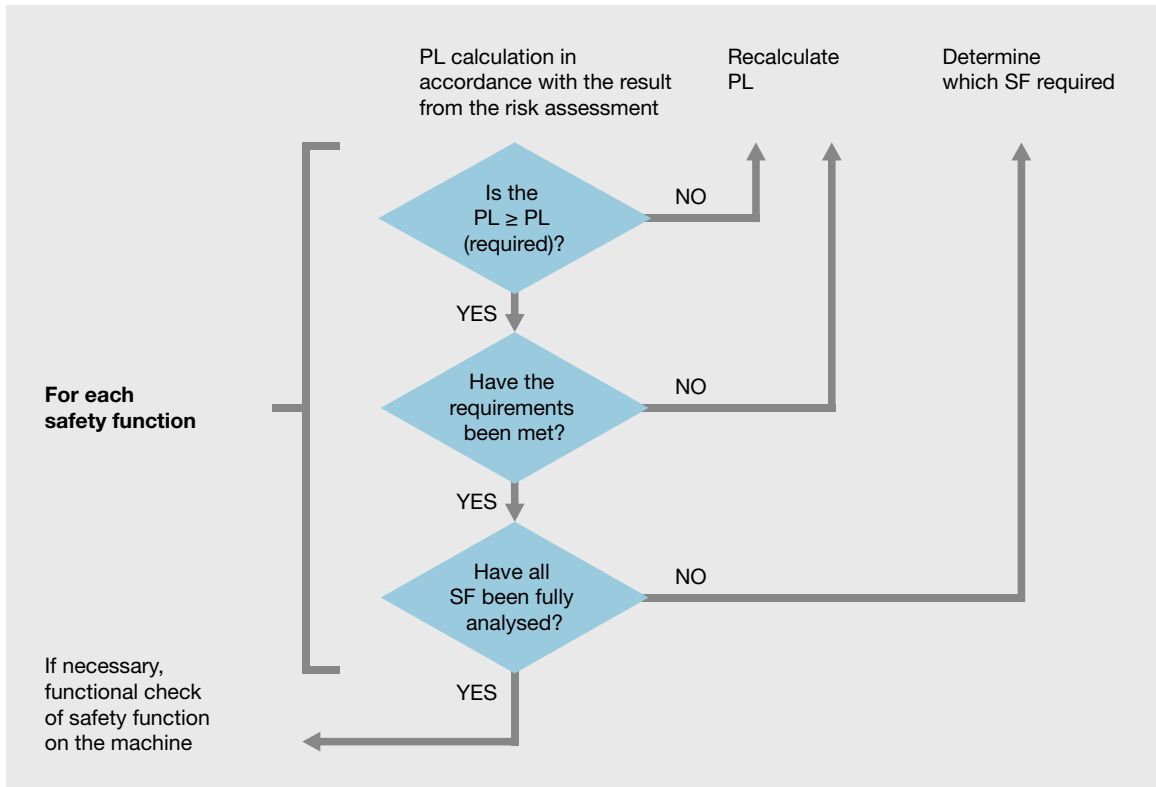 PL calculation in
accordance with the result
from the risk assessment
Recalculate
PL
Determine
which SF required
Is the
PL ≥ PL
(required)?
NO
YES
For each
safety function
Have the
requirements
been met?
NO
YES
Have all
SF been fully
analysed?
NO
If necessary,
functional check
of safety function
on the machine
YES